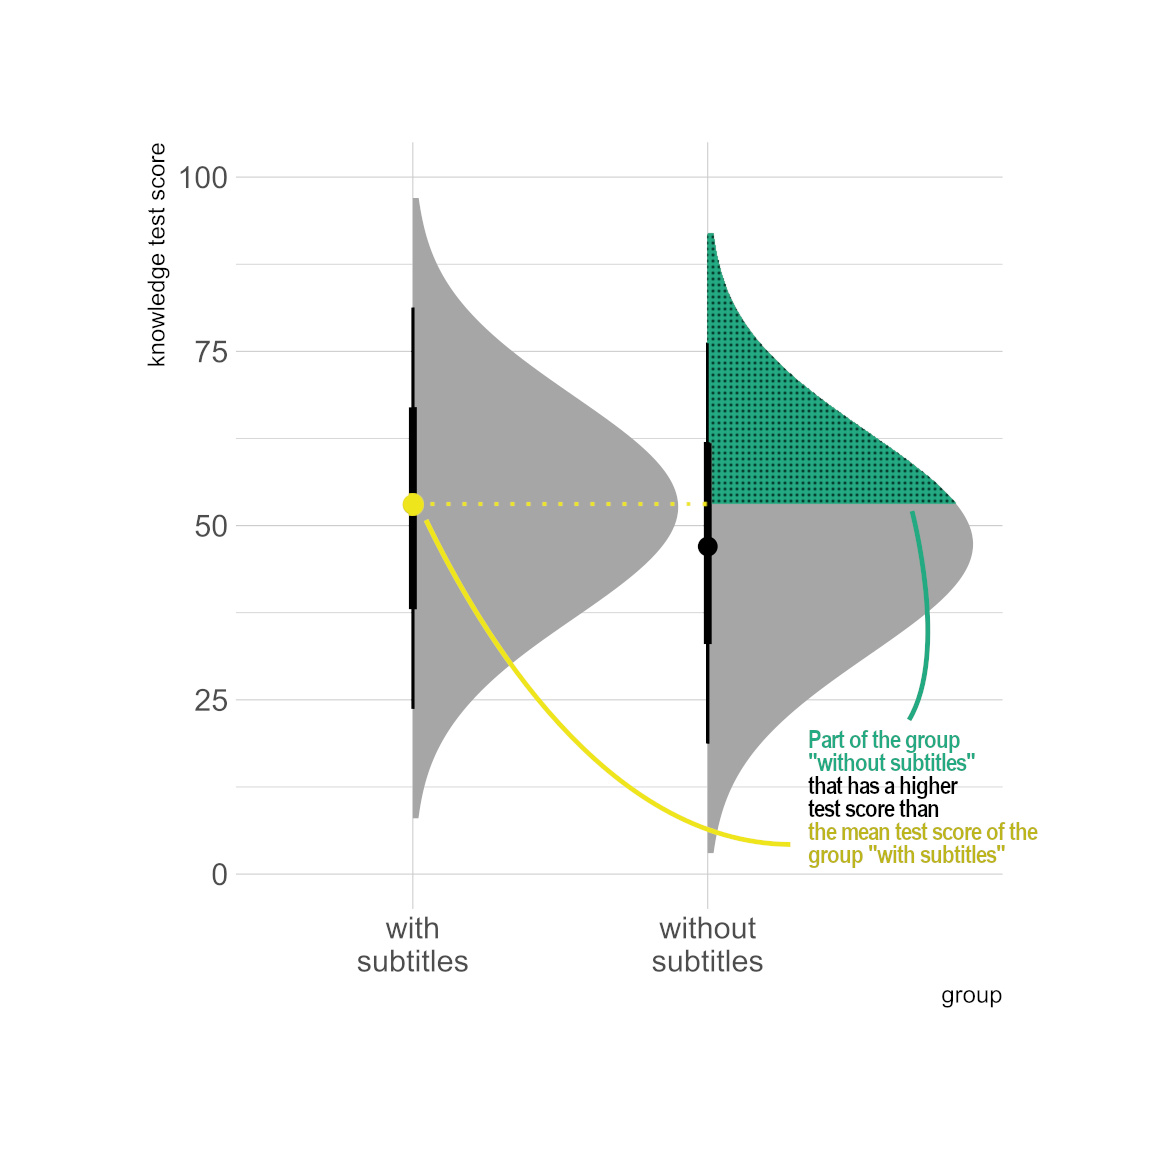 knowledge test score
100
75
50
25
0
with
subtitles
without
subtitles
group
Part of the group
"without subtitles"
that has a higher
test score than
the mean test score of the
group "with subtitles"